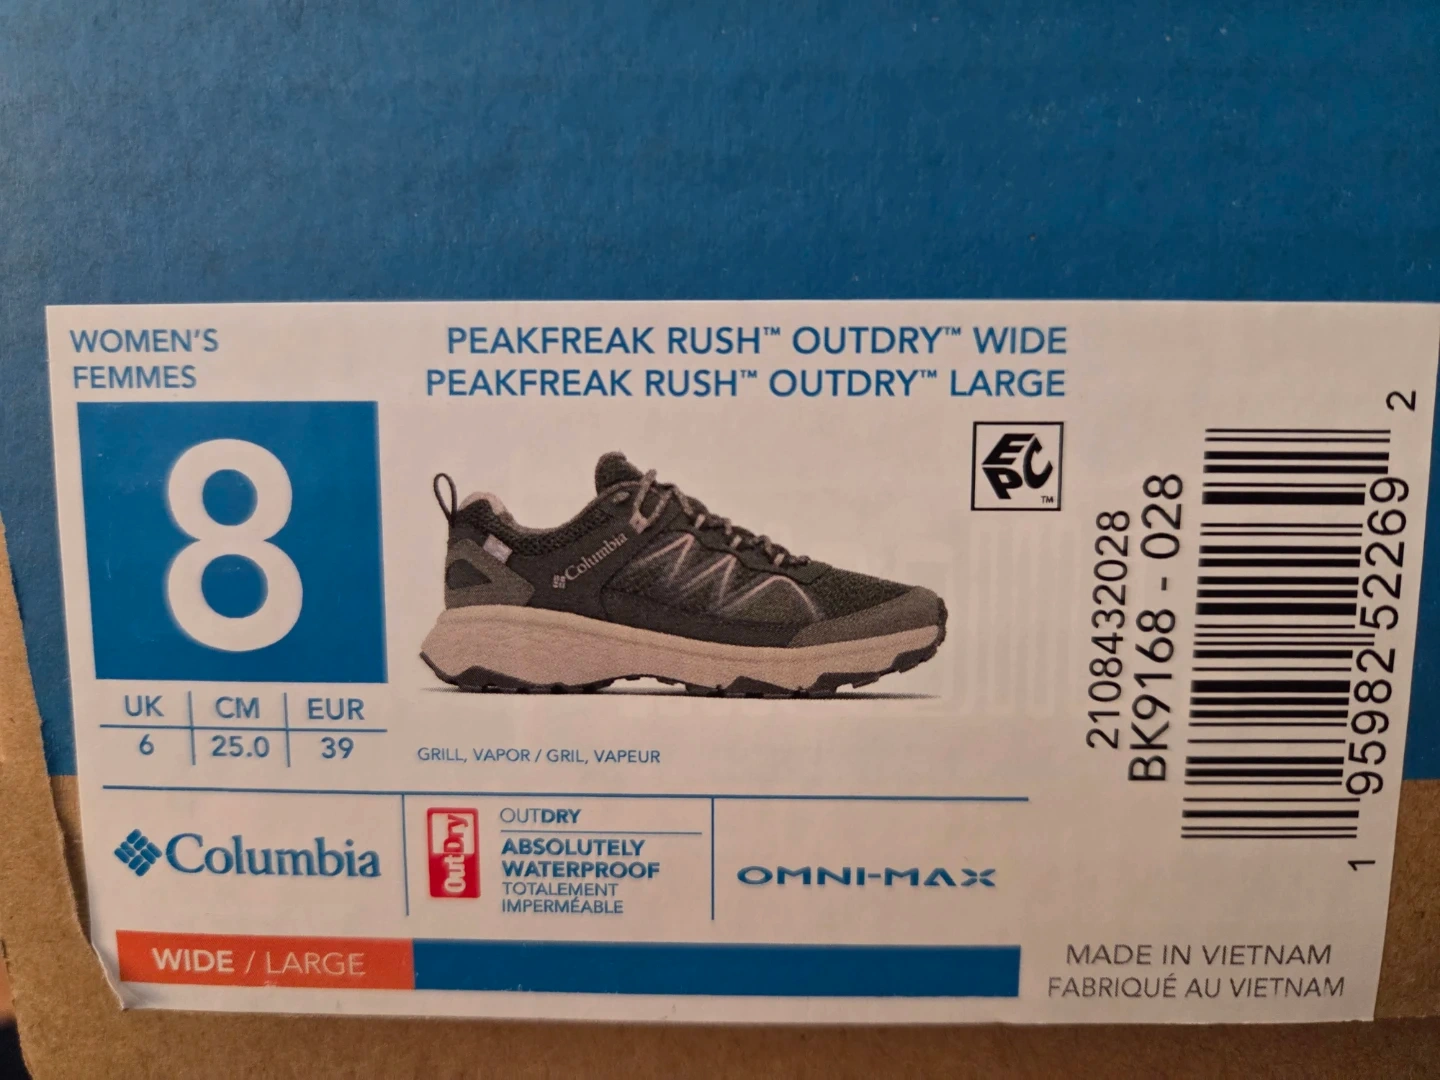 WOMEN'S
FEMMES
PEAKFREAK RUSH™ OUTDRY™ WIDE
PEAKFREAK RUSH™ OUTDRY™ LARGE
8
UK CM EUR
6 25.0 39
Columbia
EPC™
GRILL, VAPOR / GRIL, VAPEUR
2108432028
BK9168 - 028
1 95982 52269 2
Columbia
OutDry
OUTDRY
ABSOLUTELY
WATERPROOF
TOTALEMENT
IMPERMÉABLE
OMNI-MAX
WIDE / LARGE
MADE IN VIETNAM
FABRIQUÉ AU VIETNAM